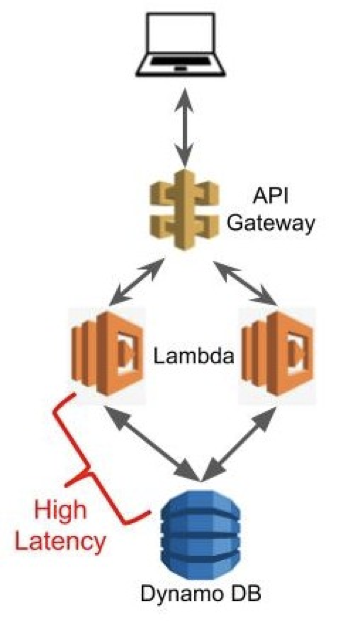 API
Gateway
Lambda
High
Latency
Dynamo DB